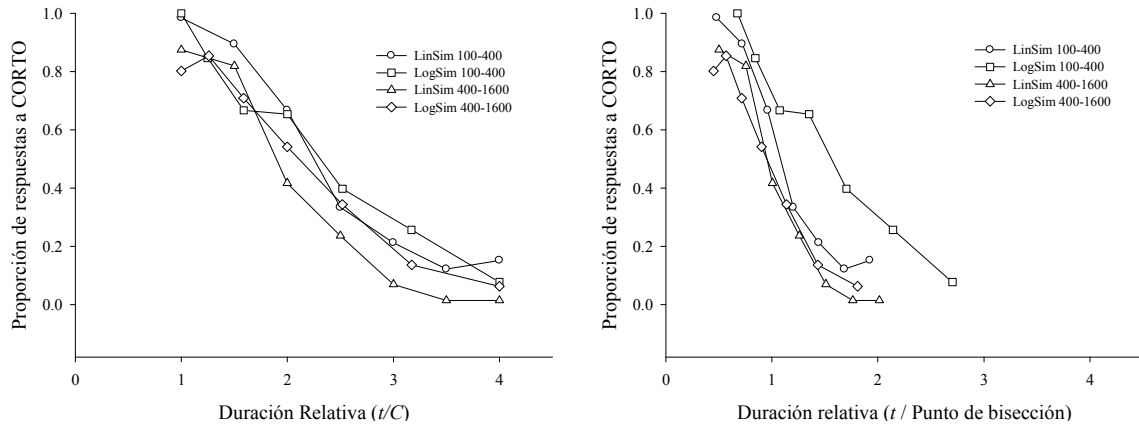 Proporción de respuestas a CORTO
1.0
0.8
0.6
0.4
0.2
0.0
LinSim 100-400
LogSim 100-400
LinSim 400-1600
LogSim 400-1600
0 1 2 3 4
Duración Relativa (t/C)
Proporción de respuestas a CORTO
1.0
0.8
0.6
0.4
0.2
0.0
LinSim 100-400
LogSim 100-400
LinSim 400-1600
LogSim 400-1600
0 1 2 3 4
Duración relativa (t / Punto de bisección)